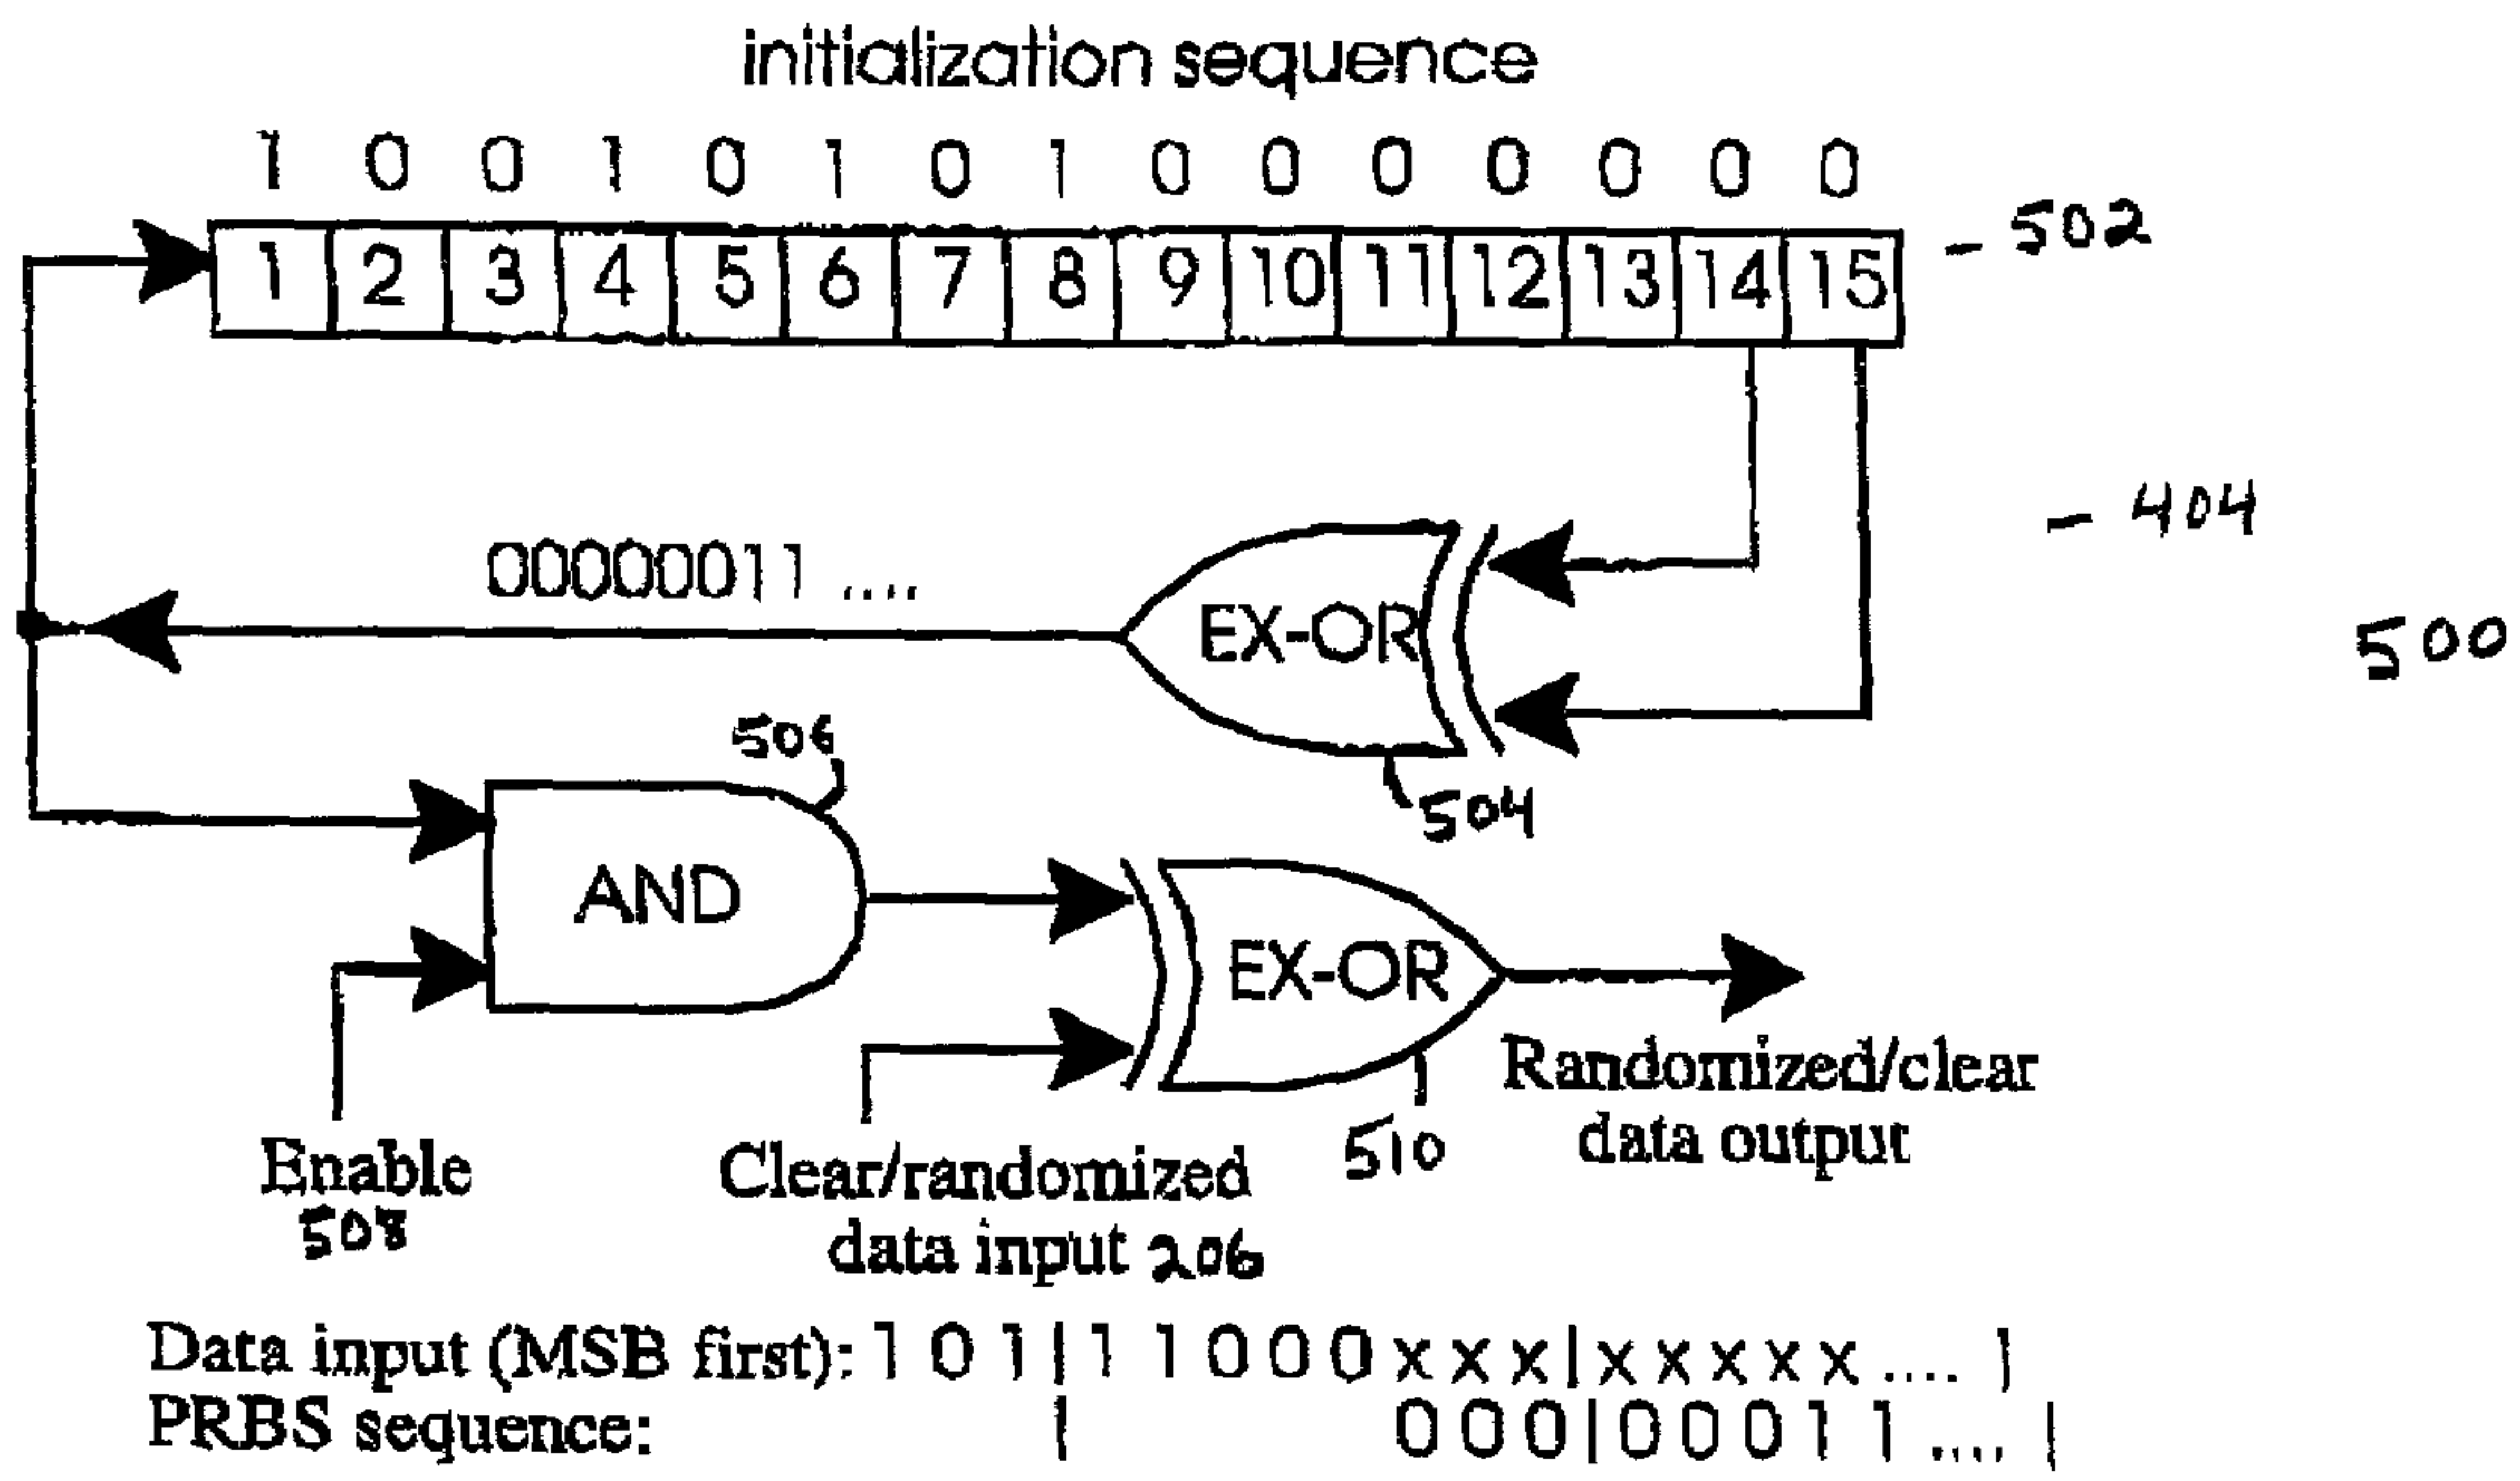 initialization sequence
1 0 0 1 0 1 0 1 0 0 0 0 0 0 0
1 2 3 4 5 6 7 8 9 10 11 12 13 14 15
- 502
- 404
00000011 ....
EX-OR
500
506
504
AND
EX-OR
Randomized/clear
data output
510
Enable
508
Clear/randomized
data input 206
Data input (MSB first): 1 0 1 | 1 1 0 0 0 x x x | x x x x x .... |
PRBS sequence: | 0 0 0 | 0 0 0 1 1 .... |